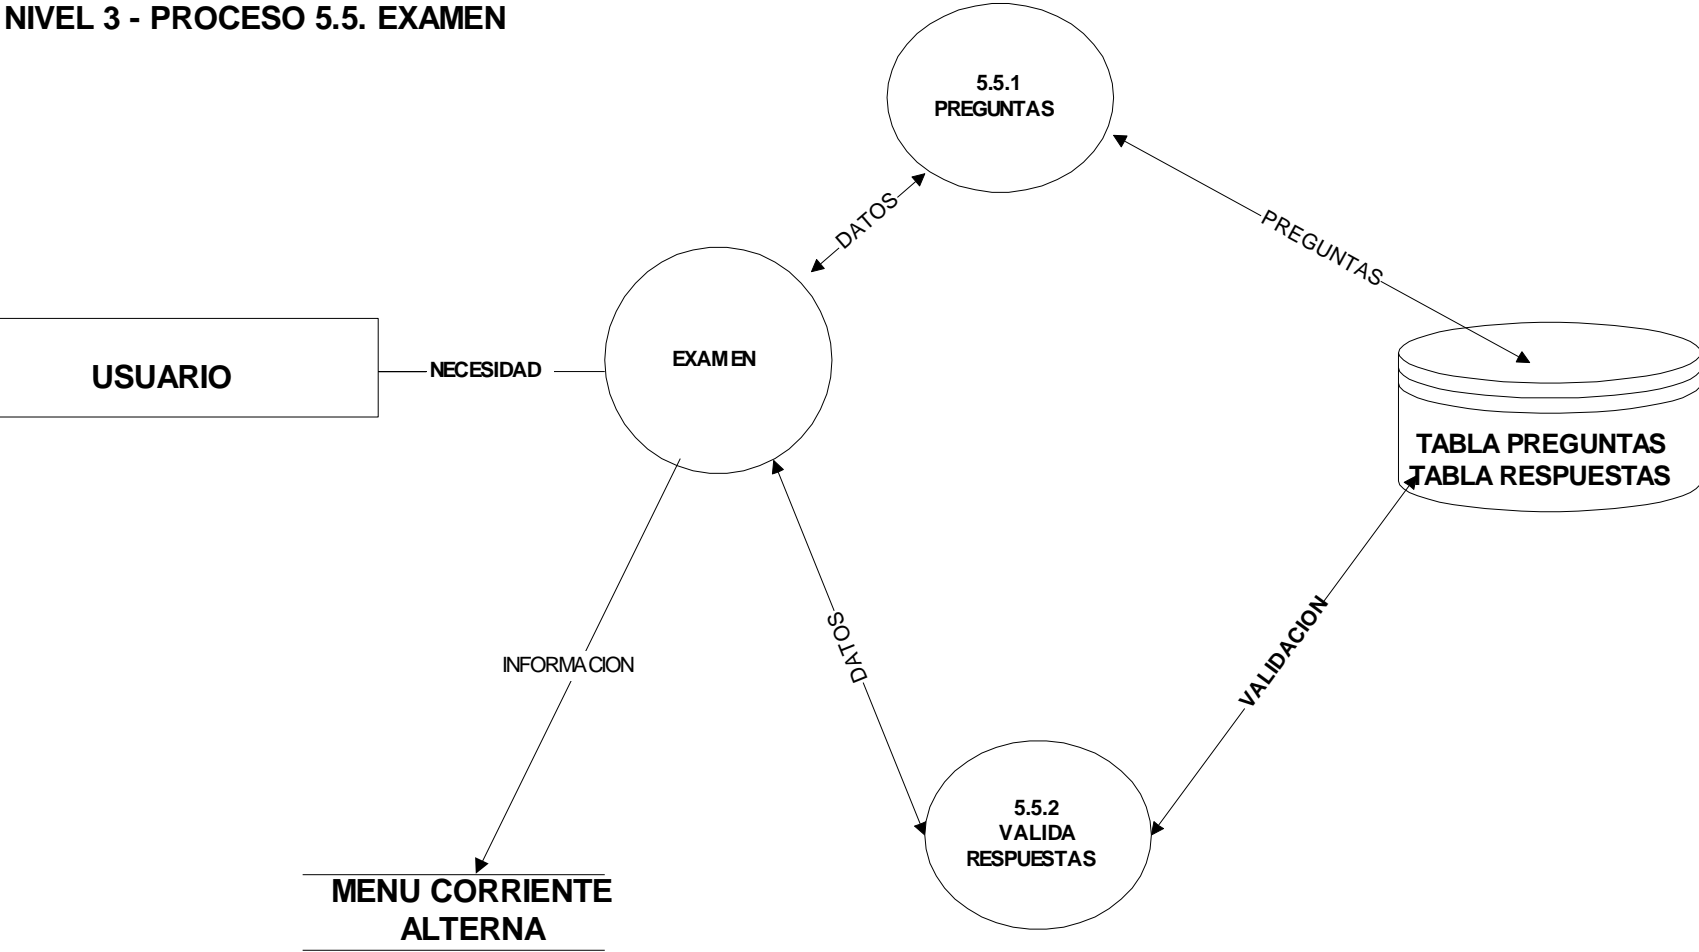 NIVEL 3 - PROCESO 5.5. EXAMEN
5.5.1
PREGUNTAS
DATOS
PREGUNTAS
USUARIO
NECESIDAD
EXAMEN
TABLA PREGUNTAS
TABLA RESPUESTAS
INFORMACION
DATOS
VALIDACION
5.5.2
VALIDA
RESPUESTAS
MENU CORRIENTE
ALTERNA